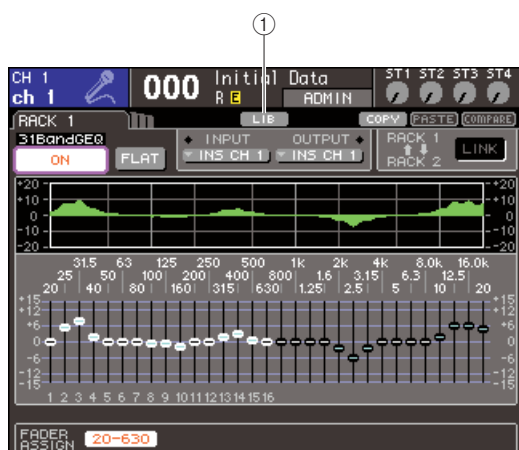 ①
CH 1 ch 1 000 Initial Data R E ADMIN ST1 ST2 ST3 ST4
RACK 1 LIB COPY PASTE COMPARE
31BandGEQ ON FLAT INPUT INS CH 1 OUTPUT INS CH 1 RACK 1 RACK 2 LINK
+20 +20
+10 +10
0 0
-10 -10
-20 -20
31.5 63 125 250 500 1k 2k 4k 8.0k 16.0k
25 50 100 200 400 800 1.6 3.15 6.3 12.5
20 40 80 160 315 630 1.25 2.5 5 10 20
+15 +15
+12 +12
+6 +6
0 0
-6 -6
-12 -12
-15 -15
1 2 3 4 5 6 7 8 9 10 11 12 13 14 15 16
FADER ASSIGN 20-630